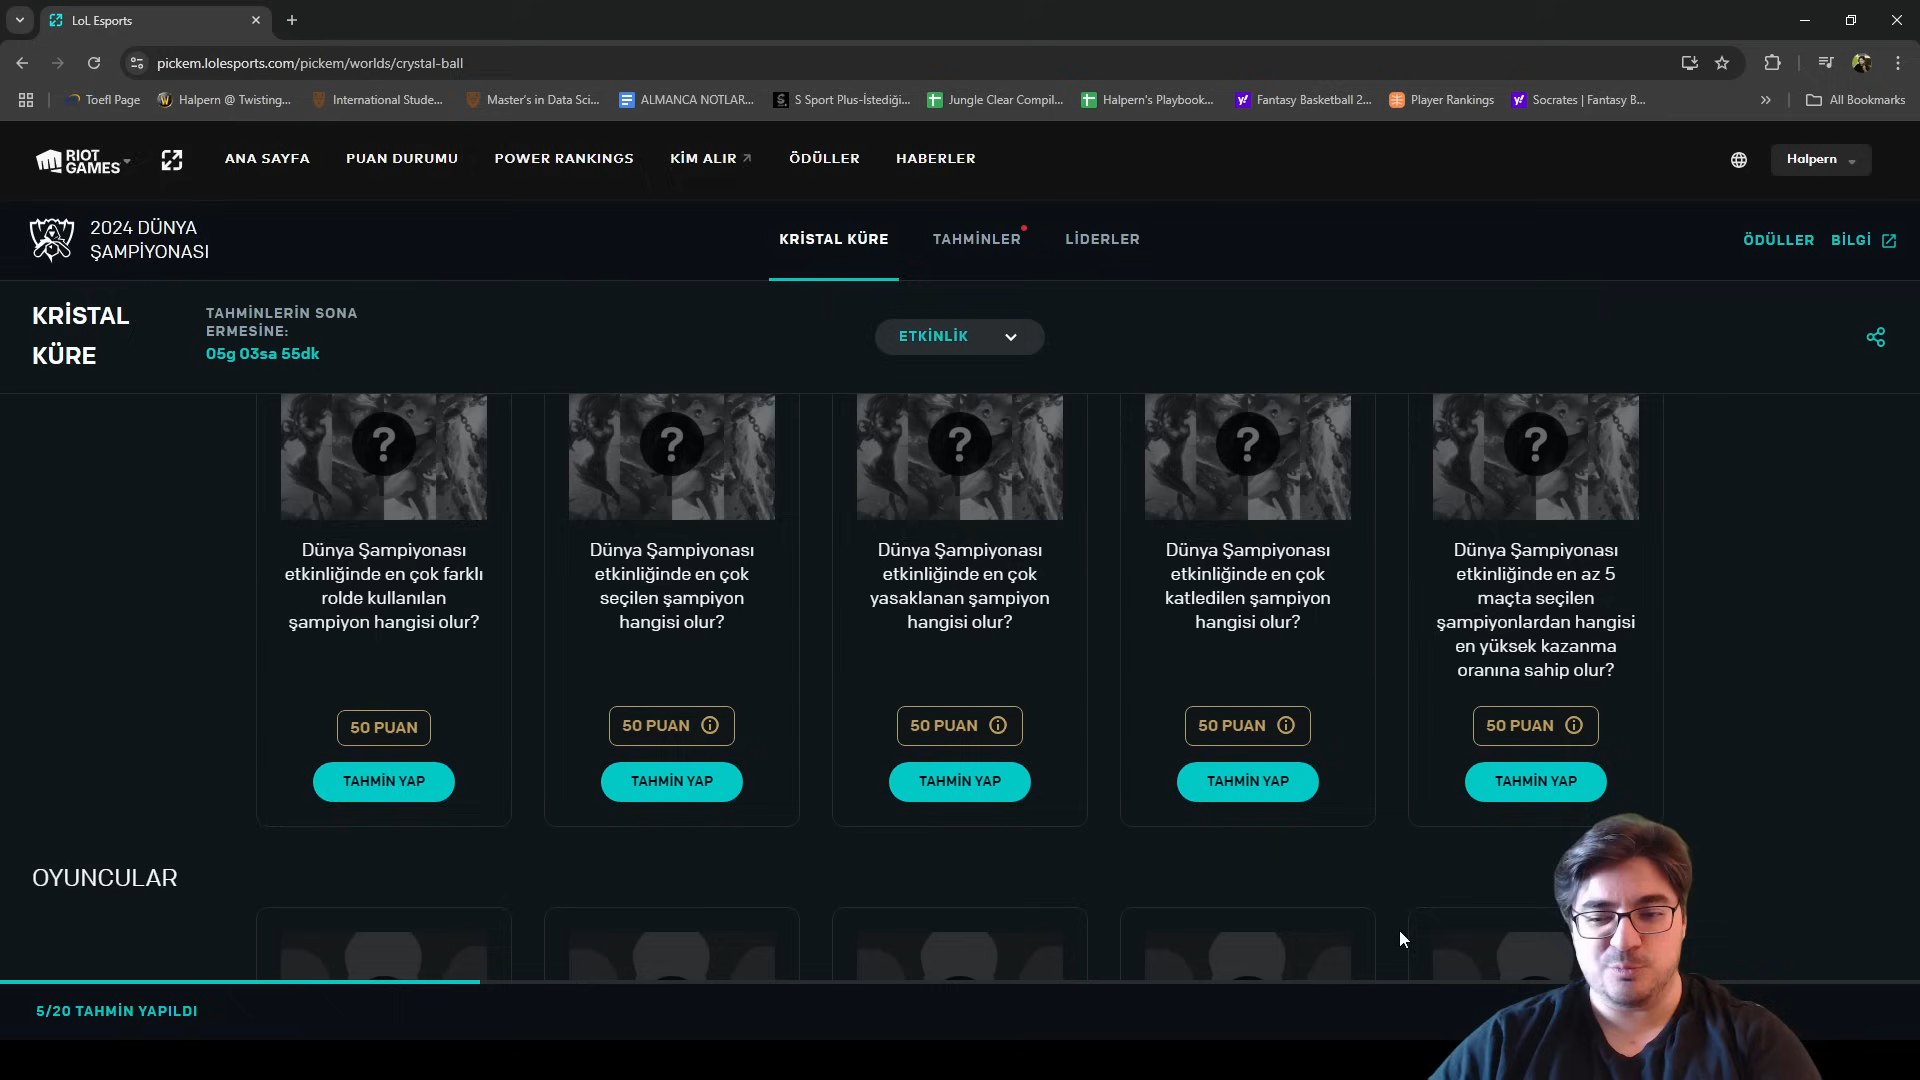 LoL Esports
pickem.lolesports.com/pickem/worlds/crystal-ball
Toefl Page
Halpern @ Twisting...
International Stude...
Master's in Data Sci...
ALMANCA NOTLAR...
S Sport Plus-İstediği...
Jungle Clear Compil...
Halpern's Playbook...
Fantasy Basketball 2...
Player Rankings
Socrates | Fantasy B...
All Bookmarks
RIOT
GAMES
ANA SAYFA
PUAN DURUMU
POWER RANKINGS
KİM ALIR
ÖDÜLLER
HABERLER
Halpern
2024 DÜNYA
ŞAMPİYONASI
KRİSTAL KÜRE
TAHMİNLER
LİDERLER
ÖDÜLLER
BİLGİ
KRİSTAL
KÜRE
TAHMİNLERİN SONA
ERMESİNE:
05g 03sa 55dk
ETKİNLİK
?
?
?
?
?
Dünya Şampiyonası
etkinliğinde en çok farklı
rolde kullanılan
şampiyon hangisi olur?
50 PUAN
TAHMİN YAP
Dünya Şampiyonası
etkinliğinde en çok
seçilen şampiyon
hangisi olur?
50 PUAN
TAHMİN YAP
Dünya Şampiyonası
etkinliğinde en çok
yasaklanan şampiyon
hangisi olur?
50 PUAN
TAHMİN YAP
Dünya Şampiyonası
etkinliğinde en çok
katledilen şampiyon
hangisi olur?
50 PUAN
TAHMİN YAP
Dünya Şampiyonası
etkinliğinde en az 5
maçta seçilen
şampiyonlardan hangisi
en yüksek kazanma
oranına sahip olur?
50 PUAN
TAHMİN YAP
OYUNCULAR
5/20 TAHMİN YAPILDI